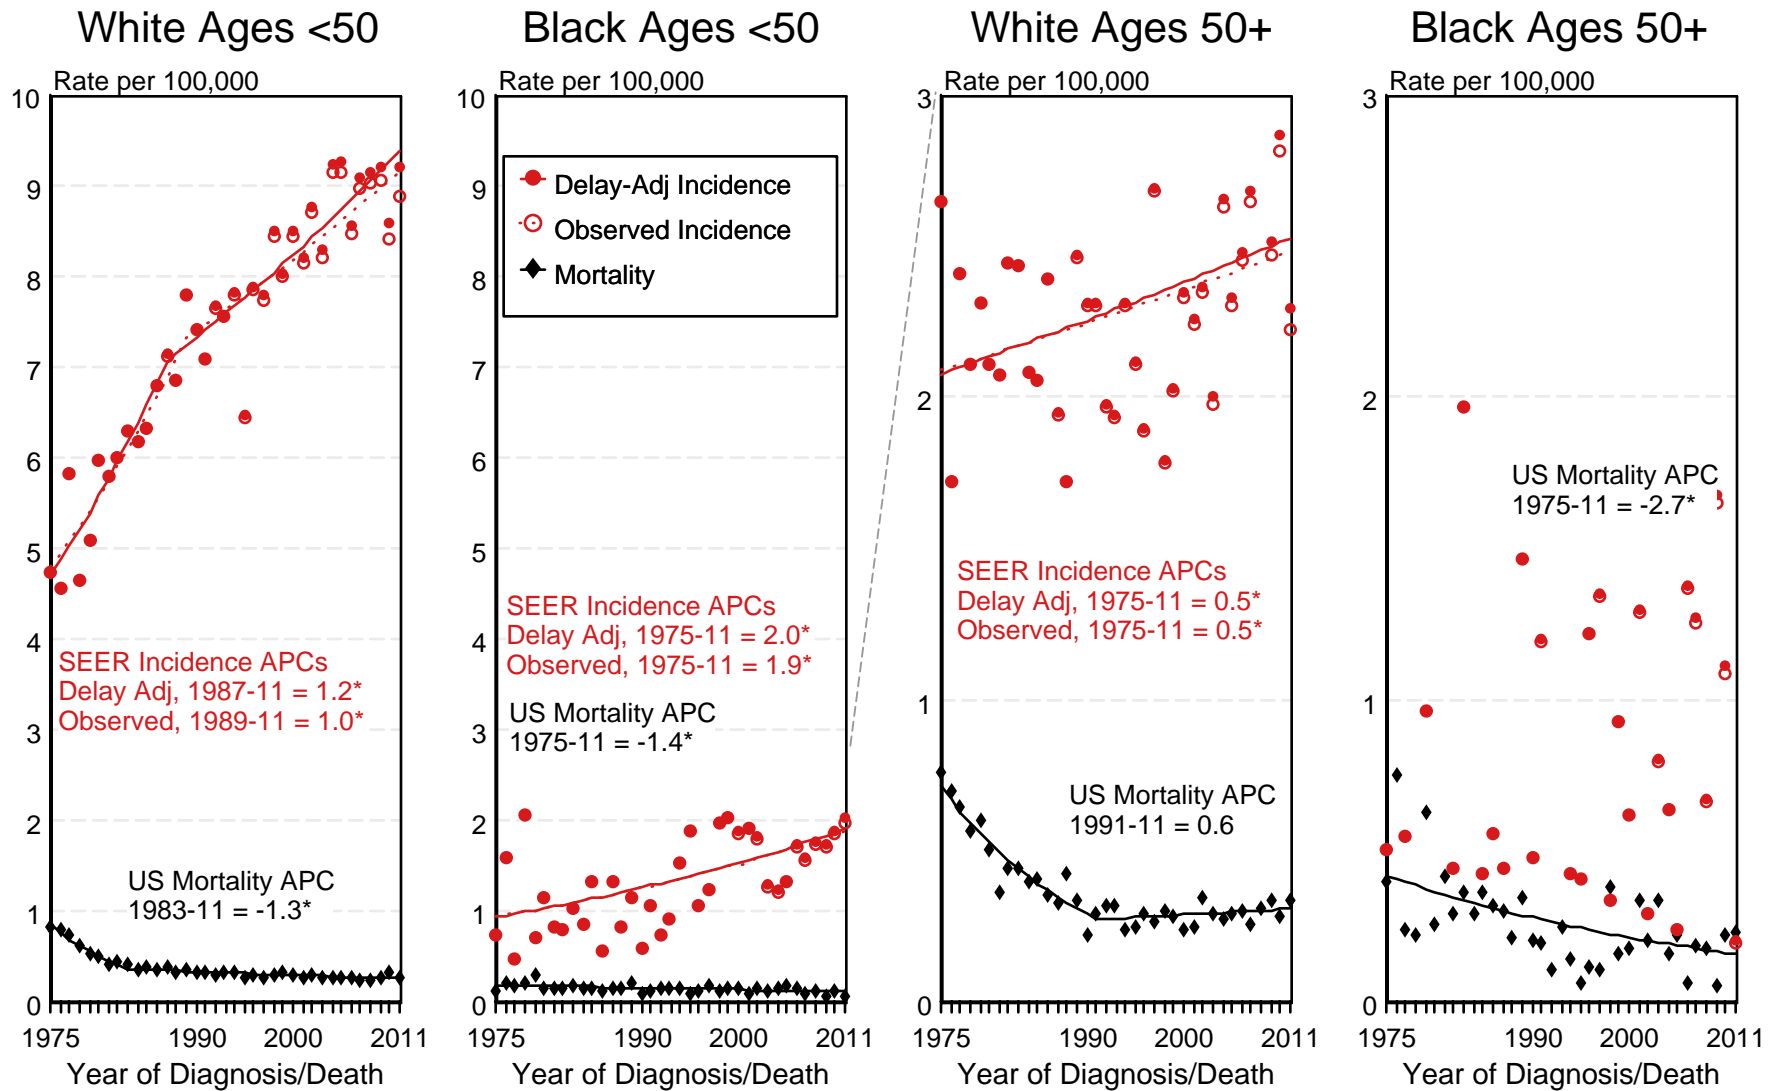 White Ages <50
Rate per 100,000
10
9
8
7
6
5
4
3
2
1
0
SEER Incidence APCs
Delay Adj, 1987-11 = 1.2*
Observed, 1989-11 = 1.0*
US Mortality APC
1983-11 = -1.3*
1975 1990 2000 2011
Year of Diagnosis/Death
Black Ages <50
Rate per 100,000
10
9
8
7
6
5
4
3
2
1
0
Delay-Adj Incidence
Observed Incidence
Mortality
SEER Incidence APCs
Delay Adj, 1975-11 = 2.0*
Observed, 1975-11 = 1.9*
US Mortality APC
1975-11 = -1.4*
1975 1990 2000 2011
Year of Diagnosis/Death
White Ages 50+
Rate per 100,000
3
2
1
0
SEER Incidence APCs
Delay Adj, 1975-11 = 0.5*
Observed, 1975-11 = 0.5*
US Mortality APC
1991-11 = 0.6
1975 1990 2000 2011
Year of Diagnosis/Death
Black Ages 50+
Rate per 100,000
3
2
1
0
US Mortality APC
1975-11 = -2.7*
1975 1990 2000 2011
Year of Diagnosis/Death